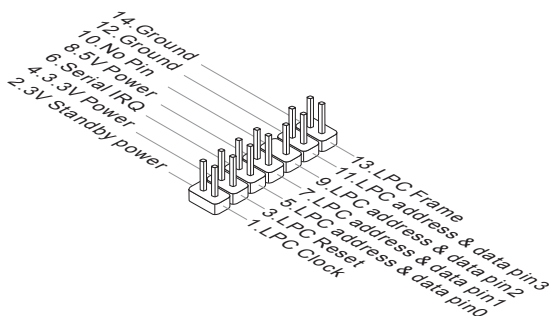 14.Ground
12.Ground
10.No Pin
8.5V Power
6.Serial IRQ
4.3.3V Power
2.3V Standby power
13.LPC Frame
11.LPC address & data pin3
9.LPC address & data pin2
7.LPC address & data pin1
5.LPC address & data pin0
3.LPC Reset
1.LPC Clock